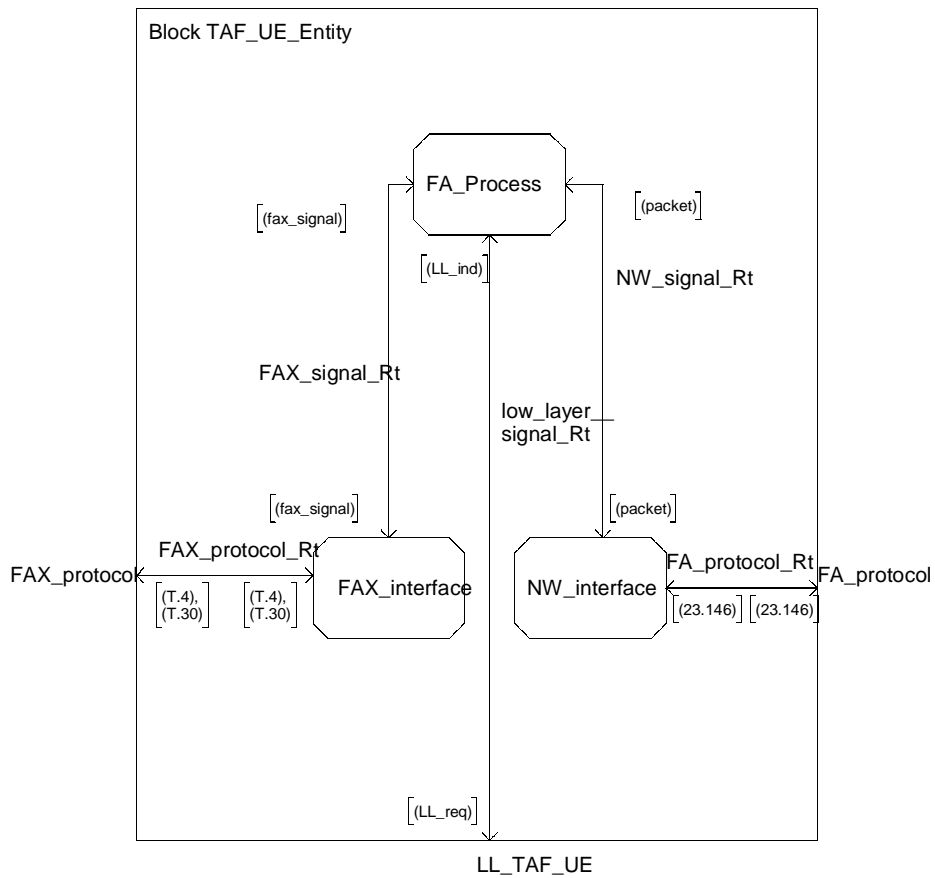 Block TAF_UE_Entity
FA_Process
[(fax_signal)]
[(packet)]
[(LL_ind)]
NW_signal_Rt
FAX_signal_Rt
low_layer_
signal_Rt
[(fax_signal)]
[(packet)]
FAX_protocol_Rt
FA_protocol_Rt
FAX_protocol
FA_protocol
FAX_interface
NW_interface
[(T.4),
(T.30)]
[(T.4),
(T.30)]
[(23.146)]
[(23.146)]
[(LL_req)]
LL_TAF_UE